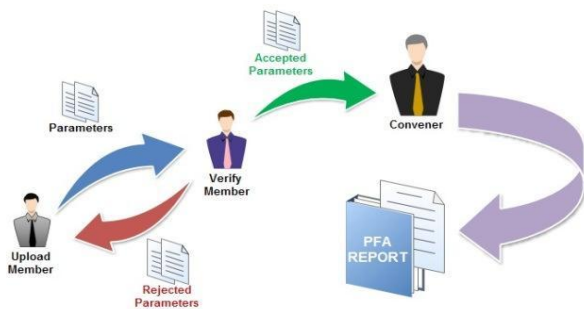 Accepted
Parameters
Parameters
Convener
Verify
Member
Upload
Member
Rejected
Parameters
PFA
REPORT